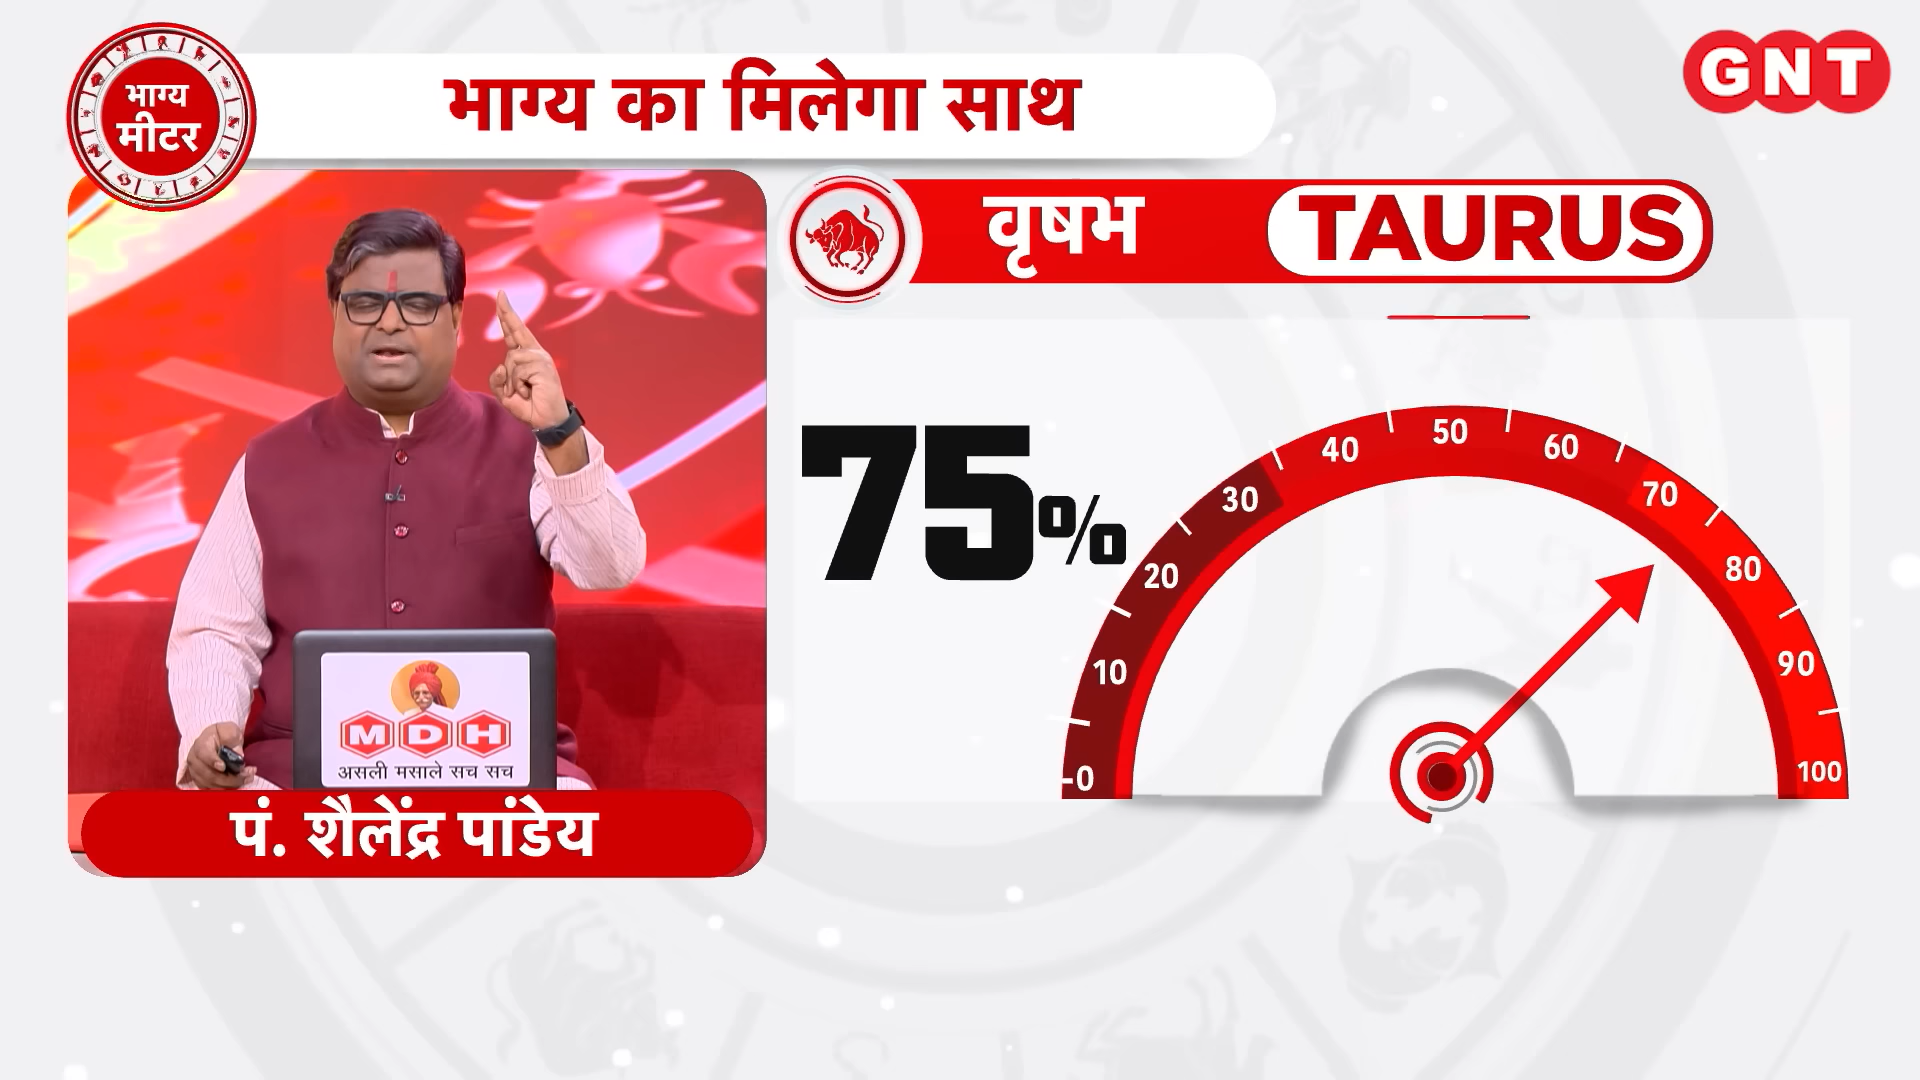 भाग्य
मीटर
भाग्य का मिलेगा साथ
GNT
वृषभ
TAURUS
75%
0
10
20
30
40
50
60
70
80
90
100
MDH
असली मसाले सच सच
पं. शैलेंद्र पांडेय